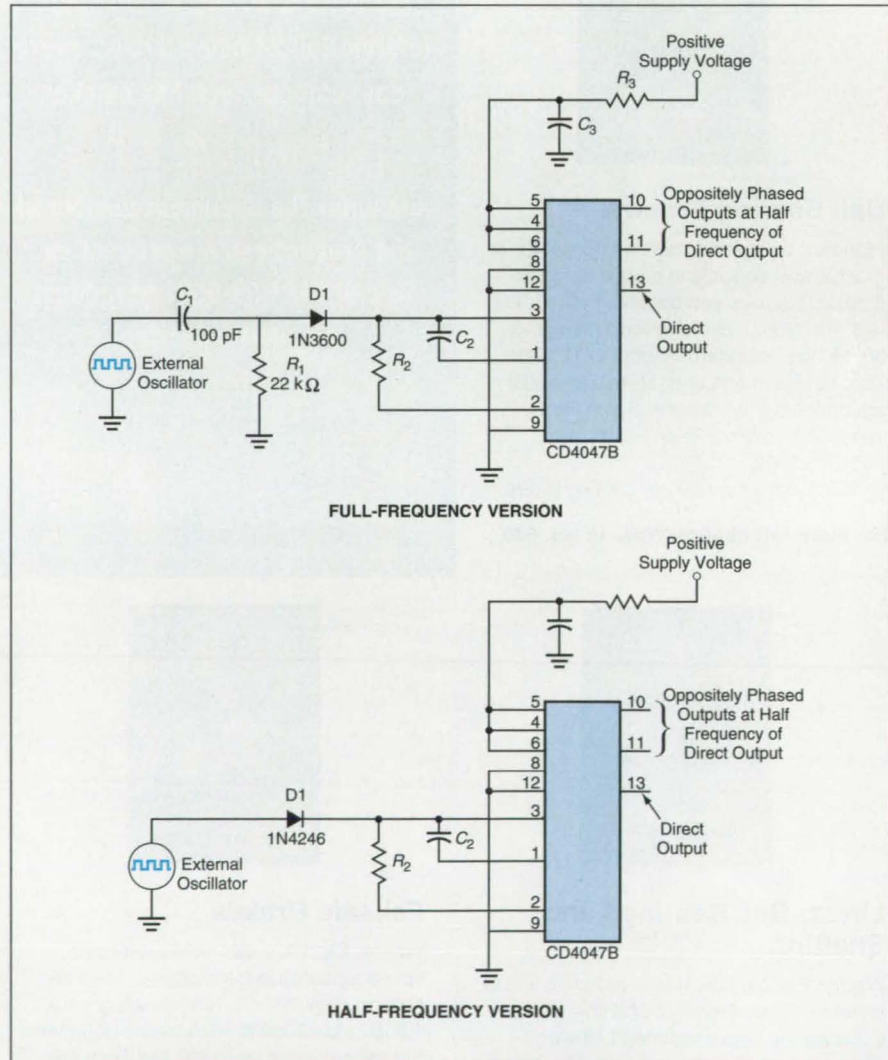 Positive
Supply Voltage
R3
C3
5
4
6
8
12
3
1
2
9
10
11
13
Oppositely Phased
Outputs at Half
Frequency of
Direct Output
Direct
Output
C1
100 pF
D1
1N3600
R1
22 kΩ
R2
C2
External
Oscillator
CD4047B
FULL-FREQUENCY VERSION
Positive
Supply Voltage
5
4
6
8
12
3
1
2
9
10
11
13
Oppositely Phased
Outputs at Half
Frequency of
Direct Output
Direct
Output
D1
1N4246
R2
C2
External
Oscillator
CD4047B
HALF-FREQUENCY VERSION